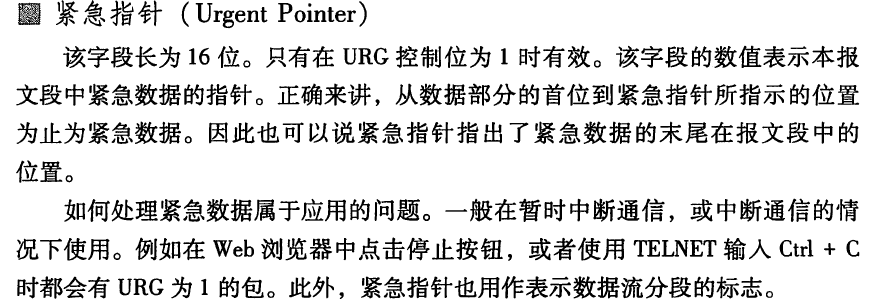 紧急指针（Urgent Pointer）
该字段长为 16 位。只有在 URG 控制位为 1 时有效。该字段的数值表示本报
文段中紧急数据的指针。正确来讲，从数据部分的首位到紧急指针所指示的位置
为止为紧急数据。因此也可以说紧急指针指出了紧急数据的末尾在报文段中的
位置。
如何处理紧急数据属于应用的问题。一般在暂时中断通信，或中断通信的情
况下使用。例如在 Web 浏览器中点击停止按钮，或者使用 TELNET 输入 Ctrl + C
时都会有 URG 为 1 的包。此外，紧急指针也用作表示数据流分段的标志。